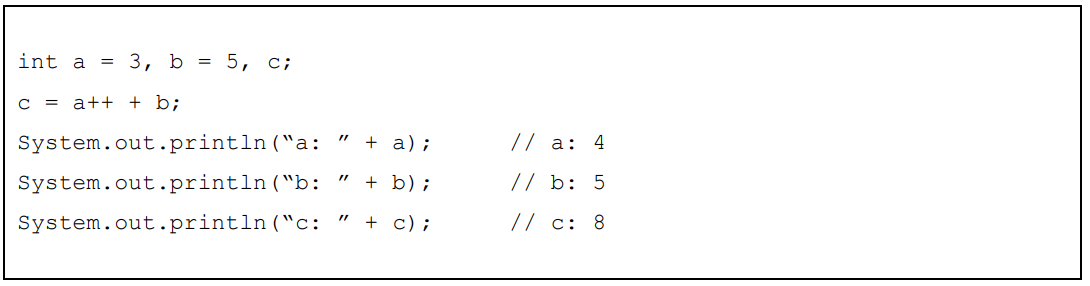 int a = 3, b = 5, c;
c = a++ + b;
System.out.println(“a: ” + a); // a: 4
System.out.println(“b: ” + b); // b: 5
System.out.println(“c: ” + c); // c: 8